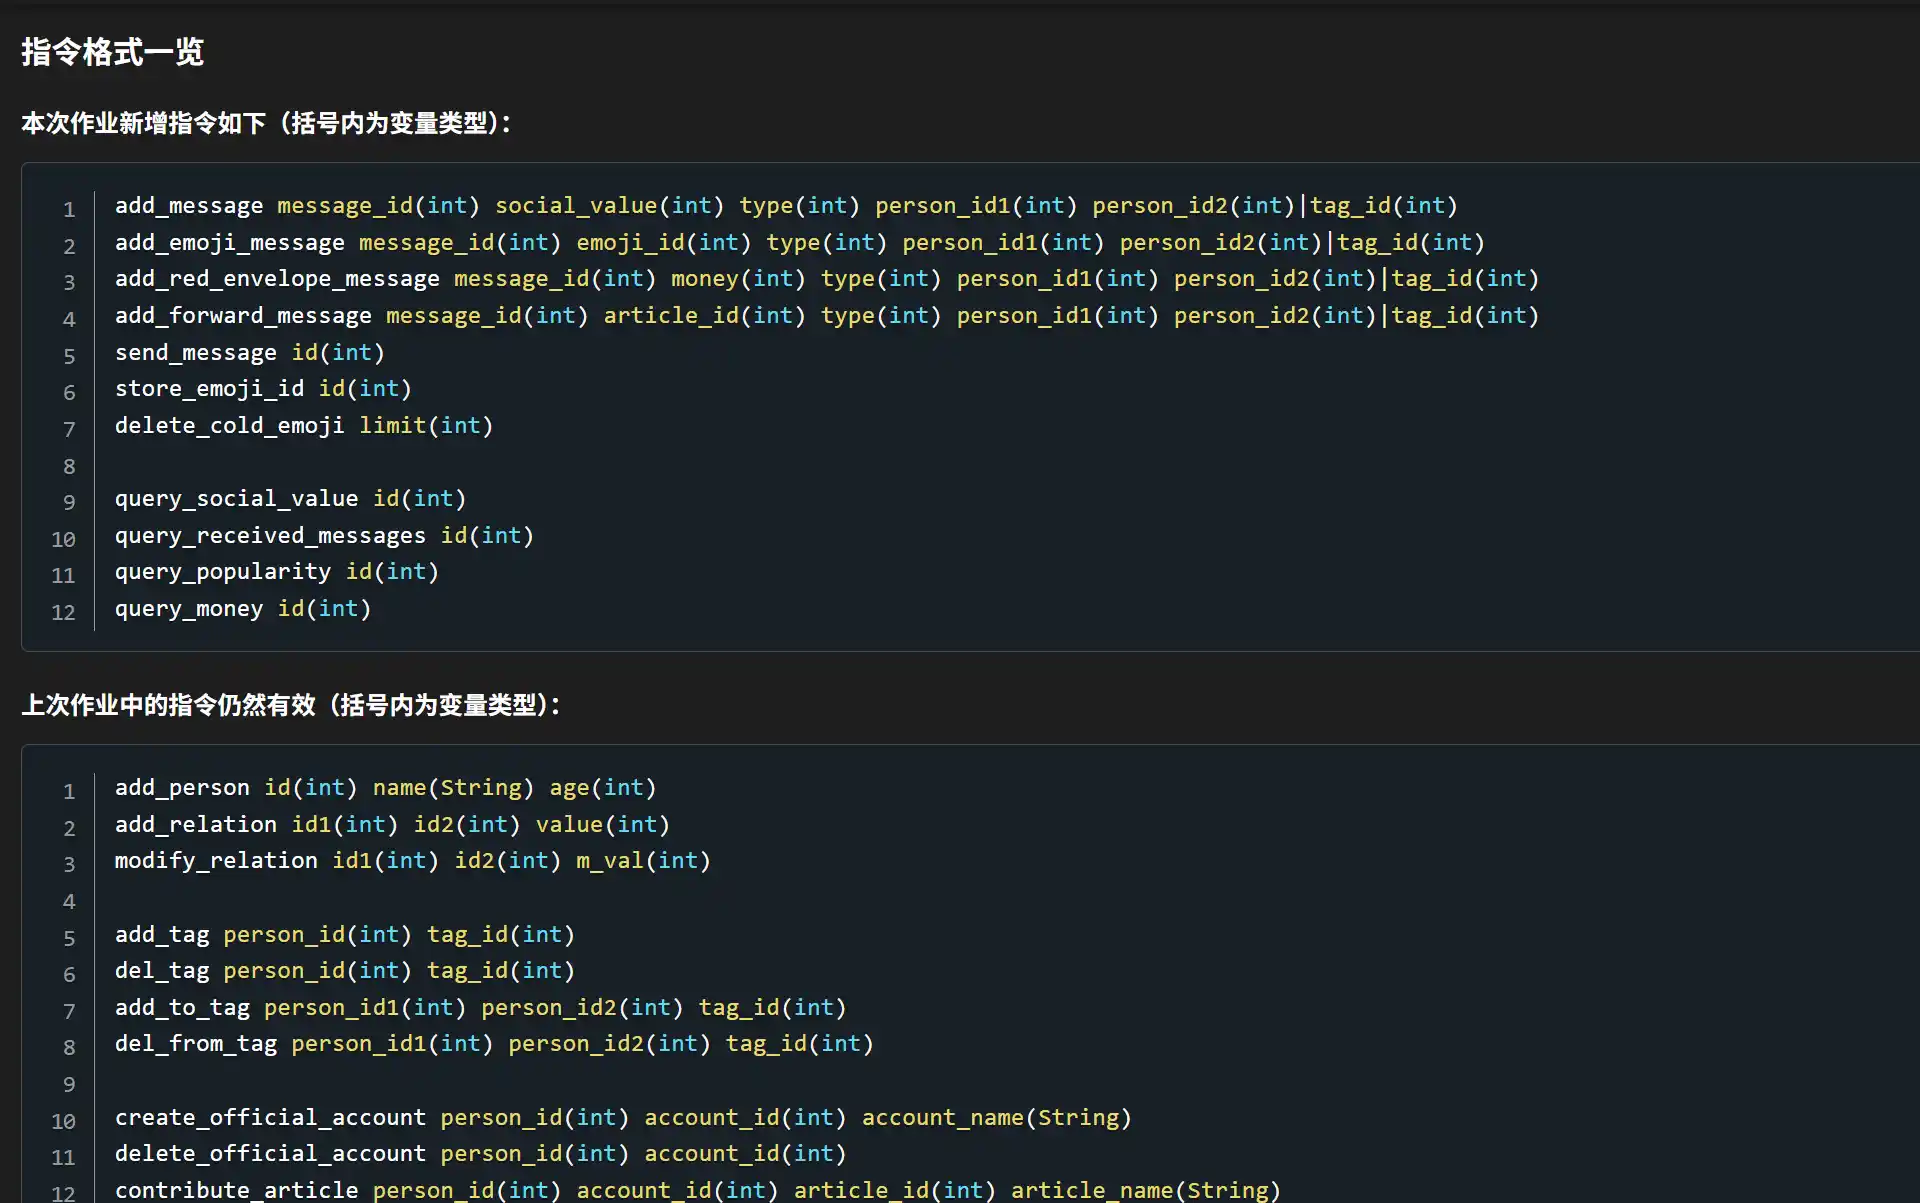 指令格式一览
本次作业新增指令如下（括号内为变量类型）：
1 add_message message_id(int) social_value(int) type(int) person_id1(int) person_id2(int)|tag_id(int)
2 add_emoji_message message_id(int) emoji_id(int) type(int) person_id1(int) person_id2(int)|tag_id(int)
3 add_red_envelope_message message_id(int) money(int) type(int) person_id1(int) person_id2(int)|tag_id(int)
4 add_forward_message message_id(int) article_id(int) type(int) person_id1(int) person_id2(int)|tag_id(int)
5 send_message id(int)
6 store_emoji_id id(int)
7 delete_cold_emoji limit(int)
8
9 query_social_value id(int)
10 query_received_messages id(int)
11 query_popularity id(int)
12 query_money id(int)
上次作业中的指令仍然有效（括号内为变量类型）：
1 add_person id(int) name(String) age(int)
2 add_relation id1(int) id2(int) value(int)
3 modify_relation id1(int) id2(int) m_val(int)
4
5 add_tag person_id(int) tag_id(int)
6 del_tag person_id(int) tag_id(int)
7 add_to_tag person_id1(int) person_id2(int) tag_id(int)
8 del_from_tag person_id1(int) person_id2(int) tag_id(int)
9
10 create_official_account person_id(int) account_id(int) account_name(String)
11 delete_official_account person_id(int) account_id(int)
12 contribute_article person_id(int) account_id(int) article_id(int) article_name(String)